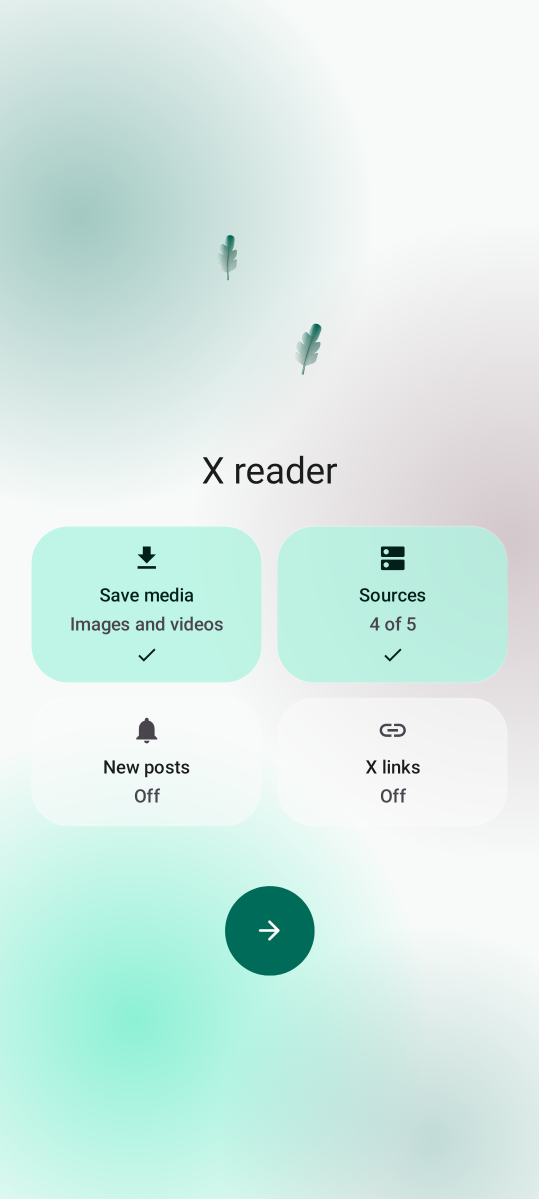 X reader
Save media
Images and videos
Sources
4 of 5
New posts
Off
X links
Off